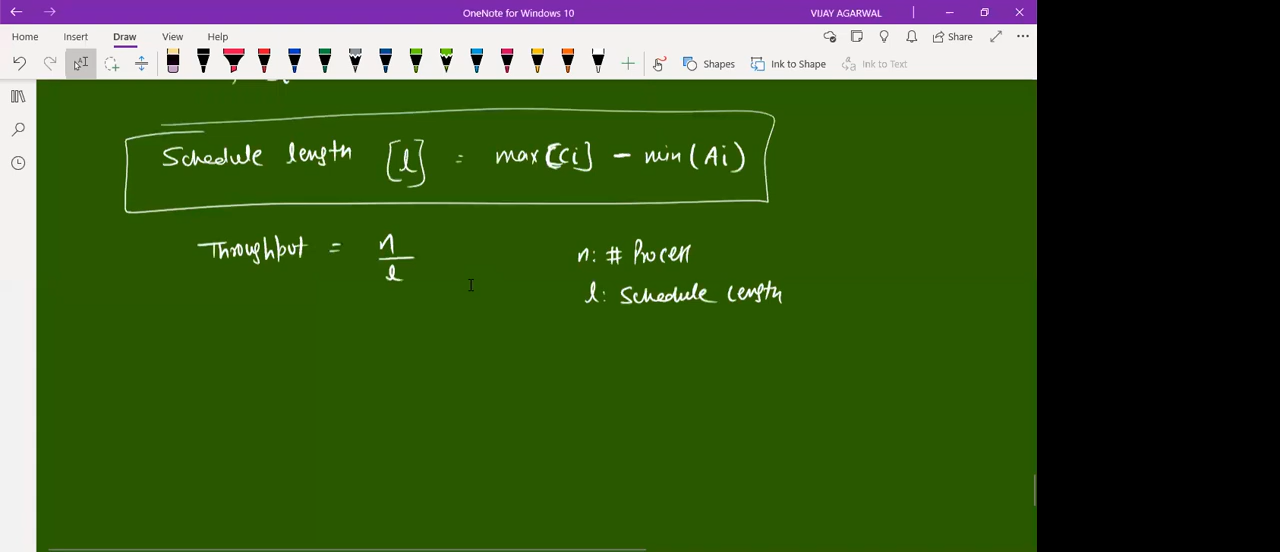 OneNote for Windows 10
VIJAY AGARWAL
Home Insert Draw View Help
Share
Shapes Ink to Shape Ink to Text
Schedule length [l] = max[Ci] - min(Ai)
Throughput = n/l
n: # Process
l: Schedule length